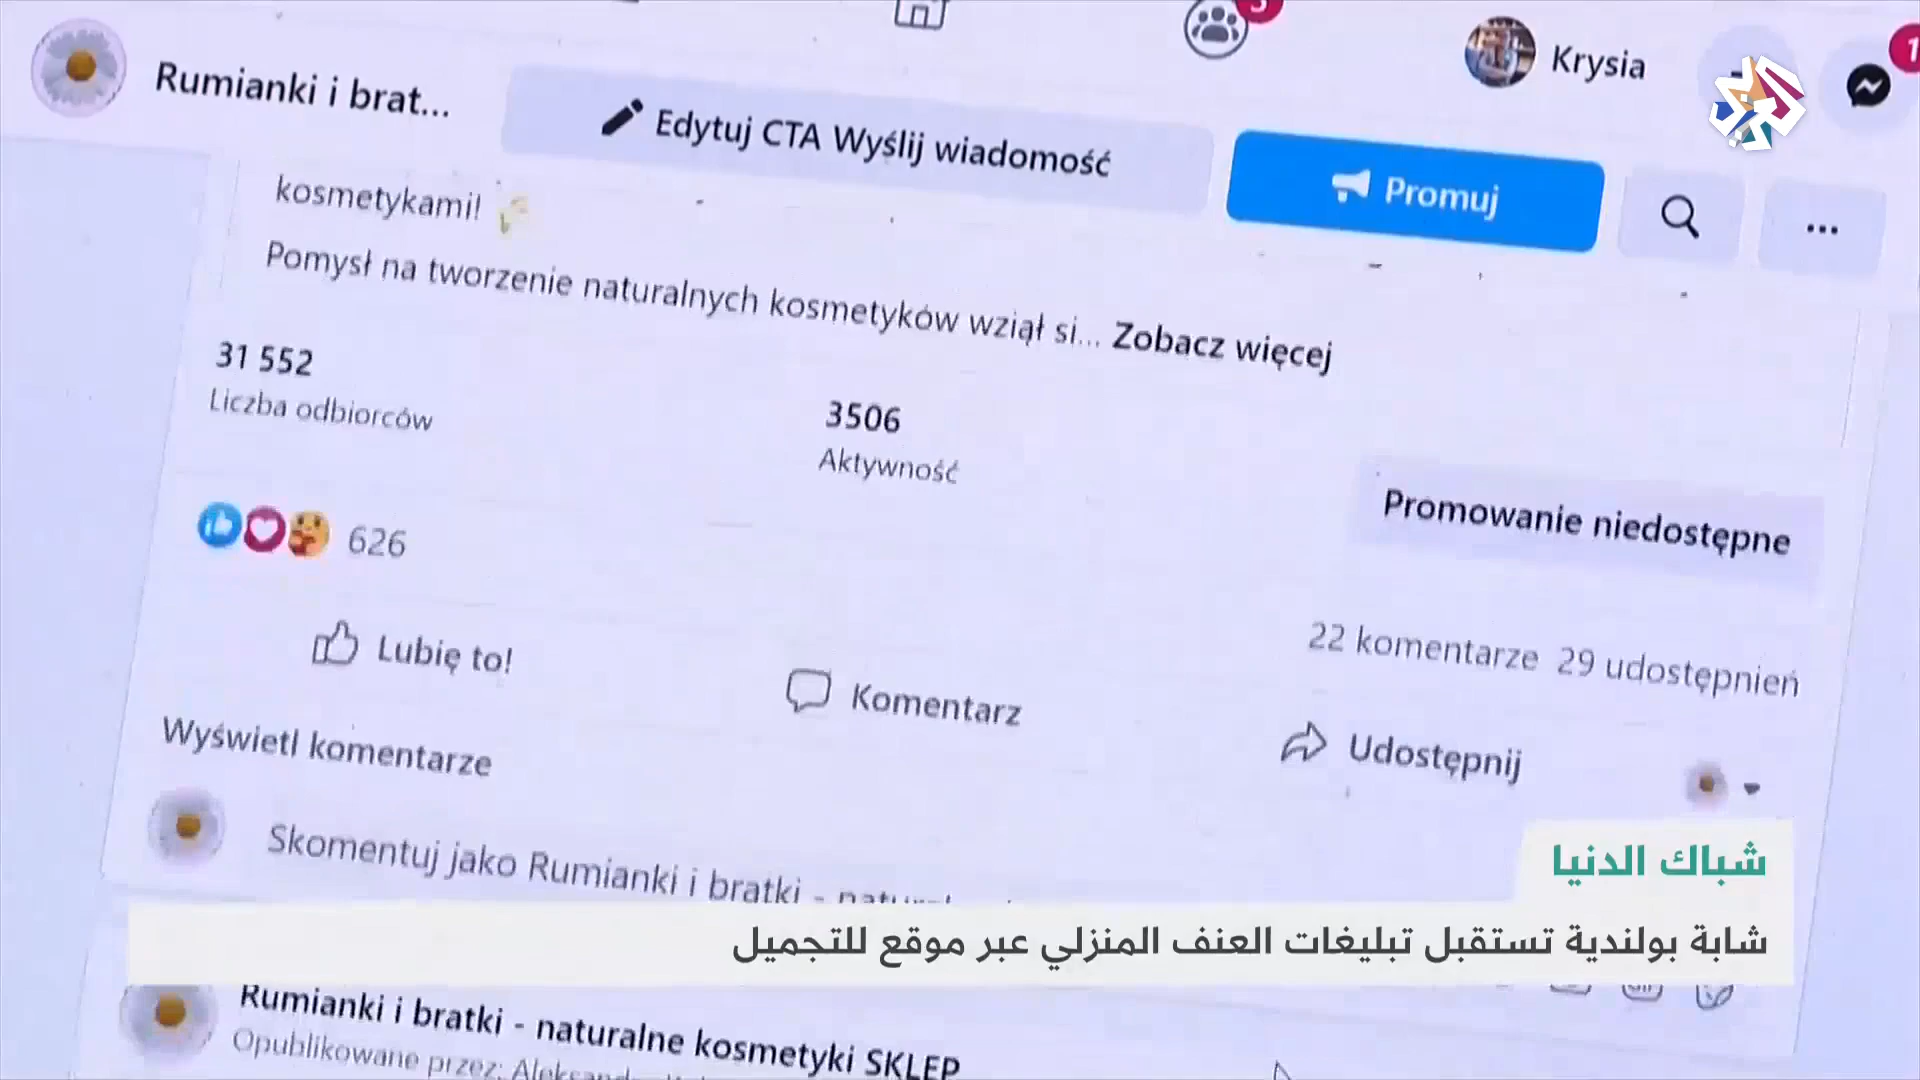 Rumianki i brat...
Edytuj CTA Wyślij wiadomość
Promuj
Krysia
kosmetykami!
Pomysł na tworzenie naturalnych kosmetyków wziął si... Zobacz więcej
31 552
Liczba odbiorców
3506
Aktywność
Promowanie niedostępne
626
22 komentarze 29 udostępnień
Lubię to!
Komentarz
Udostępnij
Wyświetl komentarze
Skomentuj jako Rumianki i bratki -
شباك الدنيا
شابة بولندية تستقبل تبليغات العنف المنزلي عبر موقع للتجميل
Rumianki i bratki - naturalne kosmetyki SKLEP
Opublikowane przez: